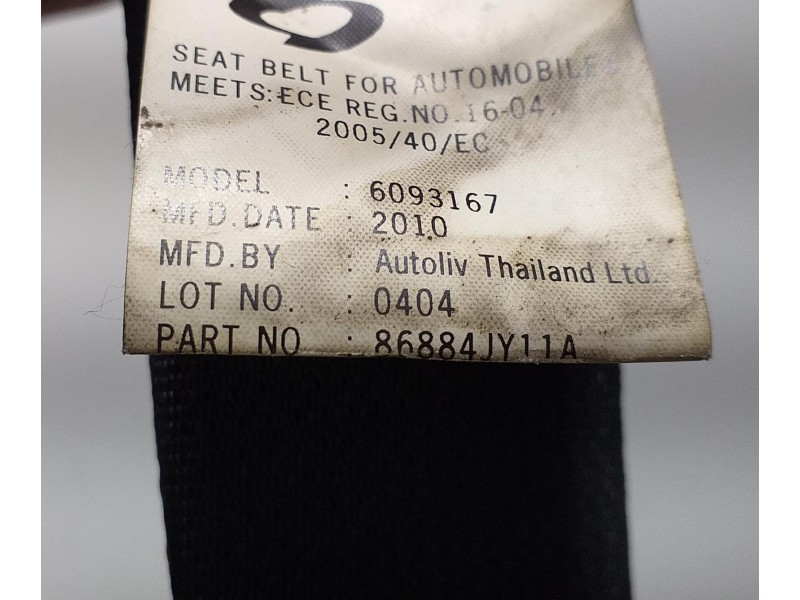 SEAT BELT FOR AUTOMOBILES
MEETS:ECE REG.NO.16-04.
2005/40/EC
MODEL : 6093167
MFD.DATE : 2010
MFD.BY : Autoliv Thailand Ltd.
LOT NO. : 0404
PART NO : 86884JY11A